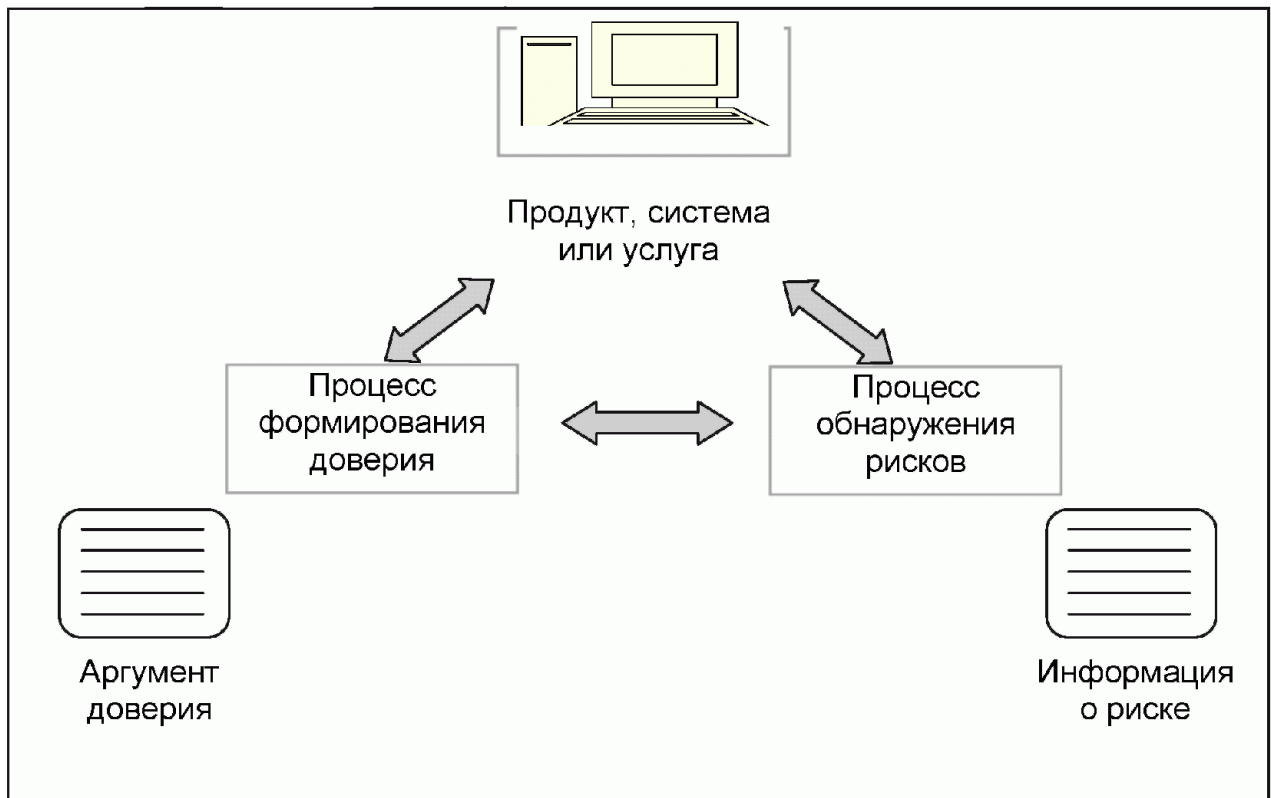 Продукт, система
или услуга
Процесс
формирования
доверия
Процесс
обнаружения
рисков
Аргумент
доверия
Информация
о риске